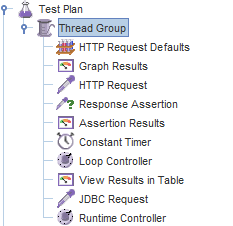 Test Plan
Thread Group
HTTP Request Defaults
Graph Results
HTTP Request
Response Assertion
Assertion Results
Constant Timer
Loop Controller
View Results in Table
JDBC Request
Runtime Controller